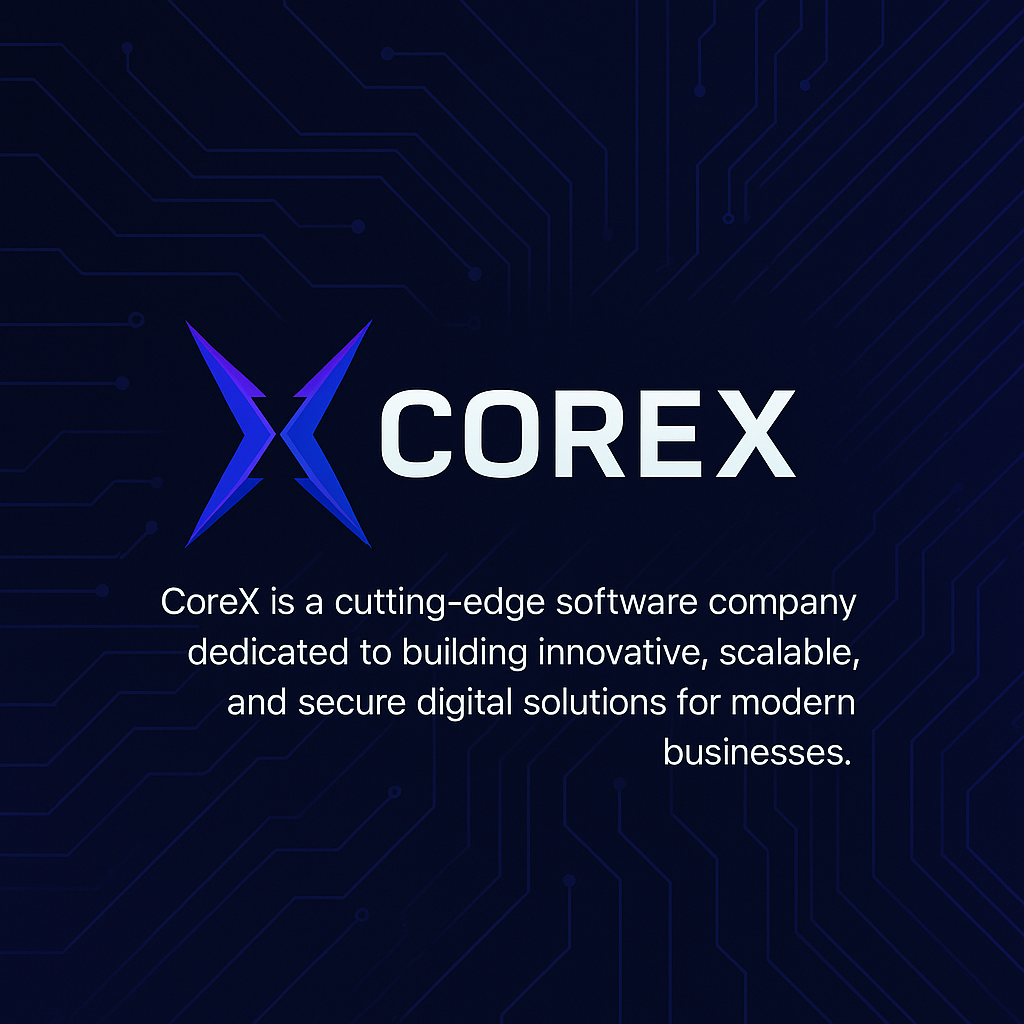 COREX
CoreX is a cutting-edge software company
dedicated to building innovative, scalable,
and secure digital solutions for modern
businesses.